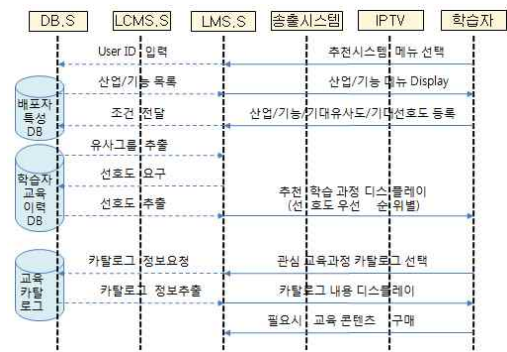 DB.S LCMS.S LMS.S 송출시스템 IPTV 학습자
User ID 입력 추천시스템 메뉴 선택
산업/기능 목록 산업/기능 메뉴 Display
배포자
특성
DB
조건 전달 산업/기능/기대유사도/기대선호도 등록
유사그룹 추출
학습자
교육
이력
DB
선호도 요구
선호도 추출
추천 학습 과정 디스플레이
(선호도 우선 순위별)
카탈로그 정보요청 관심 교육과정 카탈로그 선택
교육
카탈
로그
카탈로그 정보추출 카탈로그 내용 디스플레이
필요시 교육 콘텐츠 구매